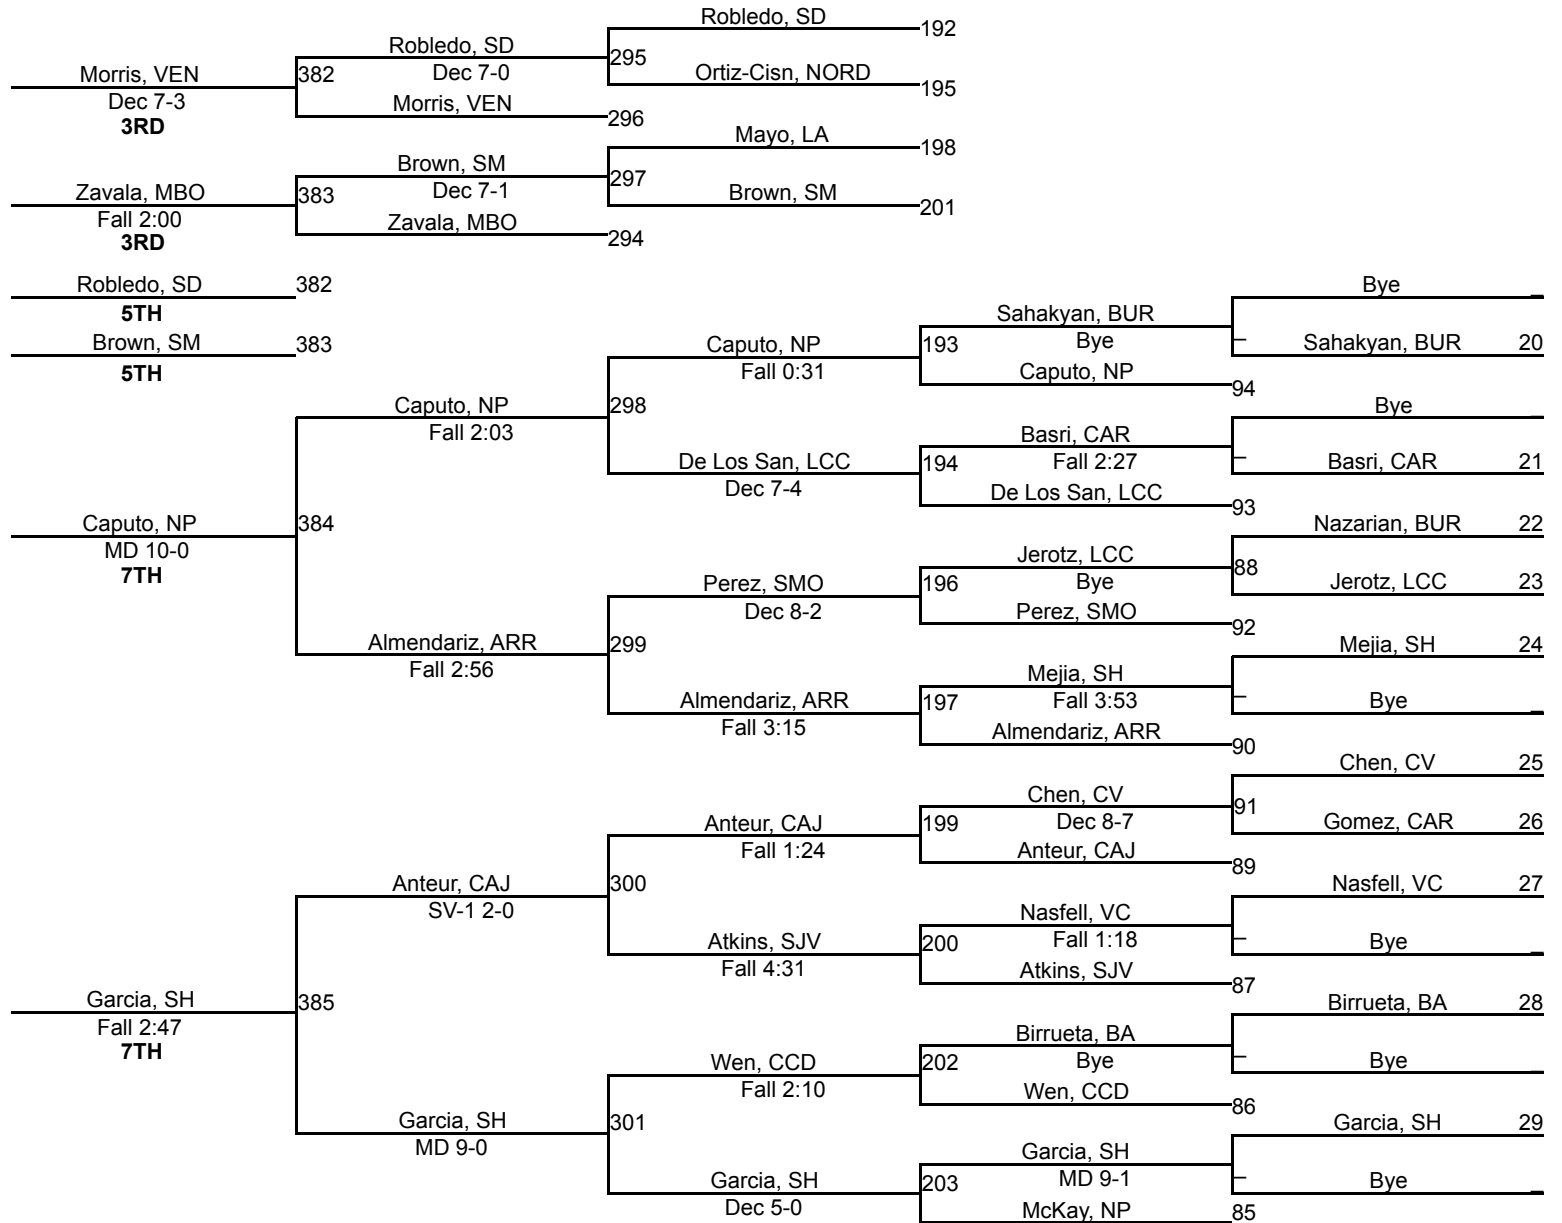 Robledo, SD
192
Robledo, SD
295
Morris, VEN
382
Dec 7-0
Ortiz-Cisn, NORD
195
Dec 7-3
Morris, VEN
296
3RD
Mayo, LA
198
Brown, SM
297
Zavala, MBO
383
Dec 7-1
Brown, SM
201
Fall 2:00
Zavala, MBO
294
3RD
Robledo, SD
382
5TH
Brown, SM
383
5TH
Bye
_
Sahakyan, BUR
_
Sahakyan, BUR
20
Caputo, NP
193
Bye
Fall 0:31
Caputo, NP
94
Caputo, NP
298
Bye
_
Fall 2:03
Basri, CAR
_
Basri, CAR
21
De Los San, LCC
194
Fall 2:27
Dec 7-4
De Los San, LCC
93
Caputo, NP
384
Nazarian, BUR
22
MD 10-0
7TH
Jerotz, LCC
88
Jerotz, LCC
23
Perez, SMO
196
Bye
Dec 8-2
Perez, SMO
92
Almendariz, ARR
299
Mejia, SH
24
Fall 2:56
Mejia, SH
_
Bye
_
Almendariz, ARR
197
Fall 3:53
Fall 3:15
Almendariz, ARR
90
Chen, CV
25
Chen, CV
91
Gomez, CAR
26
Anteur, CAJ
199
Dec 8-7
Fall 1:24
Anteur, CAJ
89
Anteur, CAJ
300
Nasfell, VC
27
SV-1 2-0
Nasfell, VC
_
Bye
_
Atkins, SJV
200
Fall 1:18
Fall 4:31
Atkins, SJV
87
Garcia, SH
385
Birrueta, BA
28
Fall 2:47
7TH
Birrueta, BA
_
Bye
_
Wen, CCD
202
Bye
Fall 2:10
Wen, CCD
86
Garcia, SH
301
Garcia, SH
29
MD 9-0
Garcia, SH
_
Bye
_
Garcia, SH
203
MD 9-1
Dec 5-0
McKay, NP
85